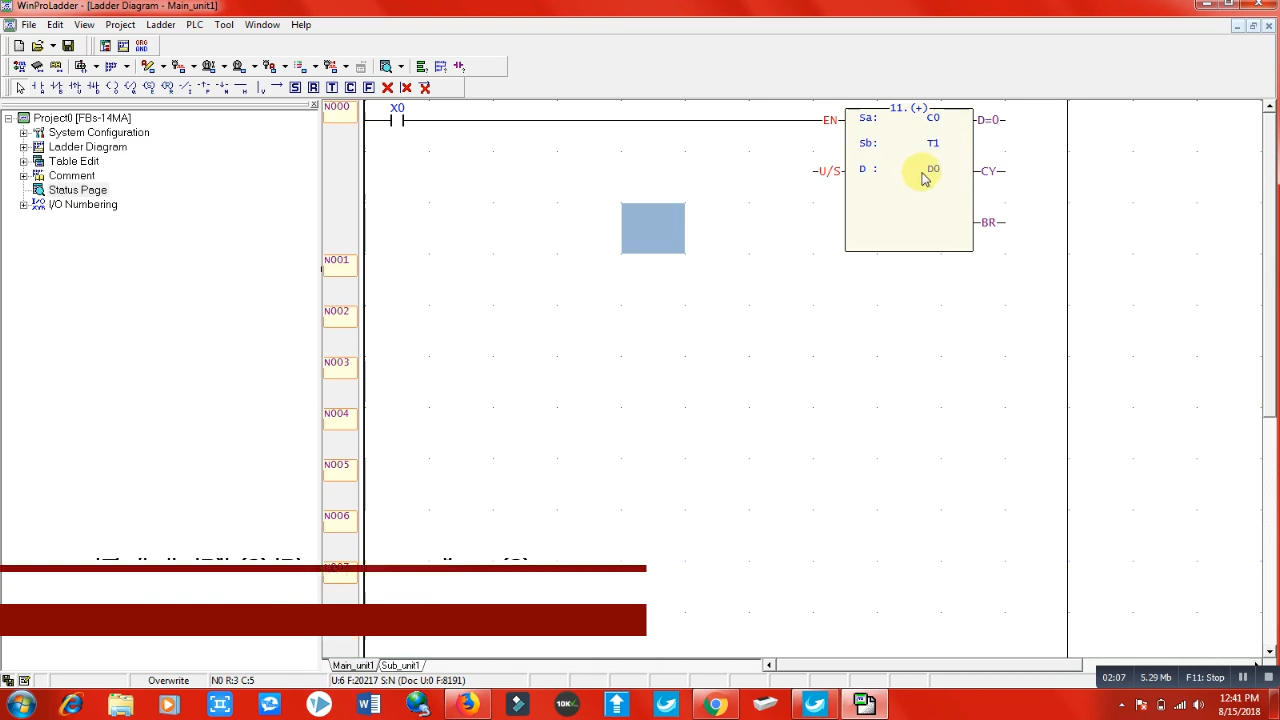 WinProLadder - [Ladder Diagram - Main_unit1]
File Edit View Project Ladder PLC Tool Window Help
S R T C F
Project0 [FBs-14MA]
System Configuration
Ladder Diagram
Table Edit
Comment
Status Page
I/O Numbering
N000
X0
11.(+)
EN
Sa: C0
D=0
Sb: T1
U/S
D : D0
CY
BR
N001
N002
N003
N004
N005
N006
N007
Main_unit1 Sub_unit1
Overwrite N0 R:3 C:5 U:6 F:20217 S:N (Doc U:0 F:8191)
02:07 5.29 Mb F11: Stop
10K
12:41 PM
8/15/2018